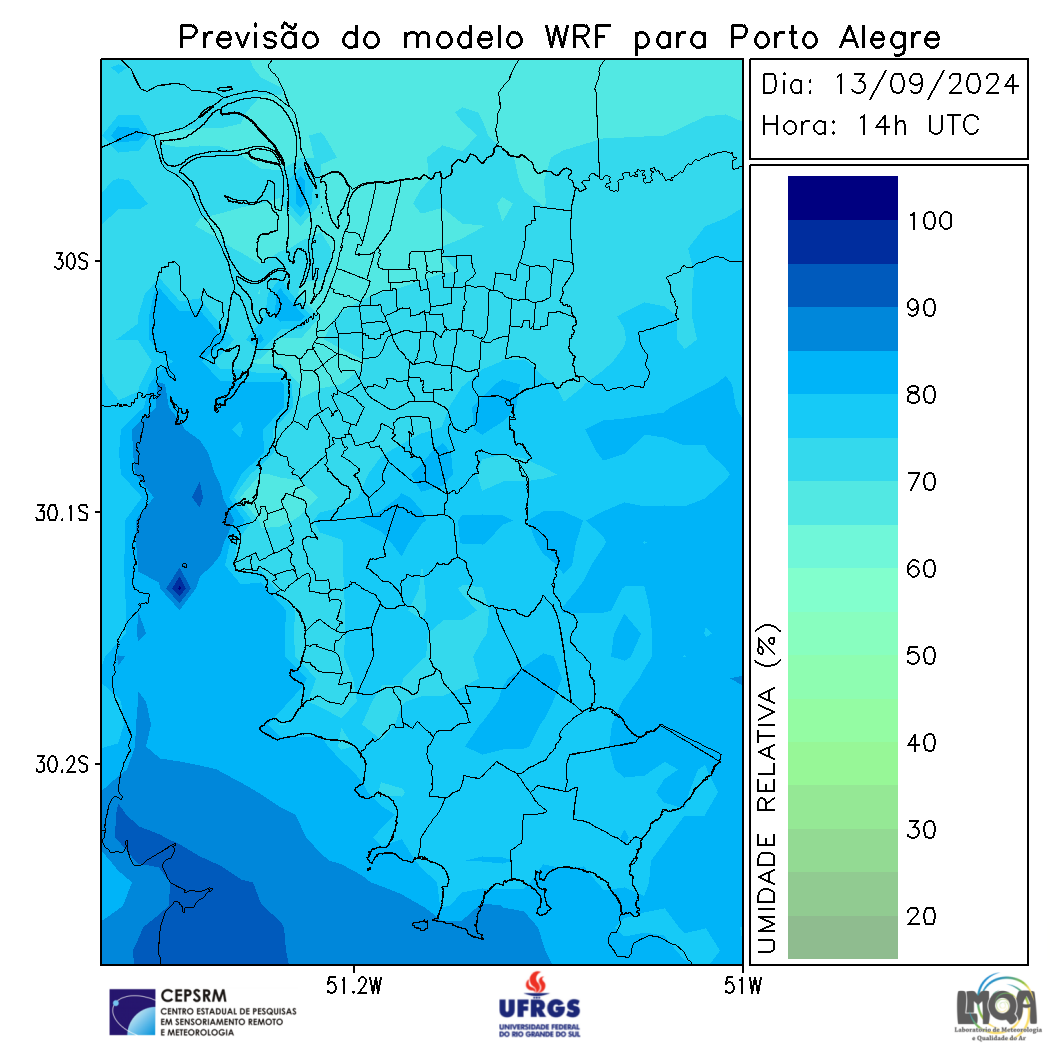 Previsão do modelo WRF para Porto Alegre
Dia: 13/09/2024
Hora: 14h UTC
100
90
80
70
60
50
40
30
20
UMIDADE RELATIVA (%)
30S
30.1S
30.2S
51.2W
51W
CEPSRM
CENTRO ESTADUAL DE PESQUISAS
EM SENSORIAMENTO REMOTO
E METEOROLOGIA
UFRGS
UNIVERSIDADE FEDERAL
DO RIO GRANDE DO SUL
LMQA
Laboratório de Meteorologia
e Qualidade do Ar